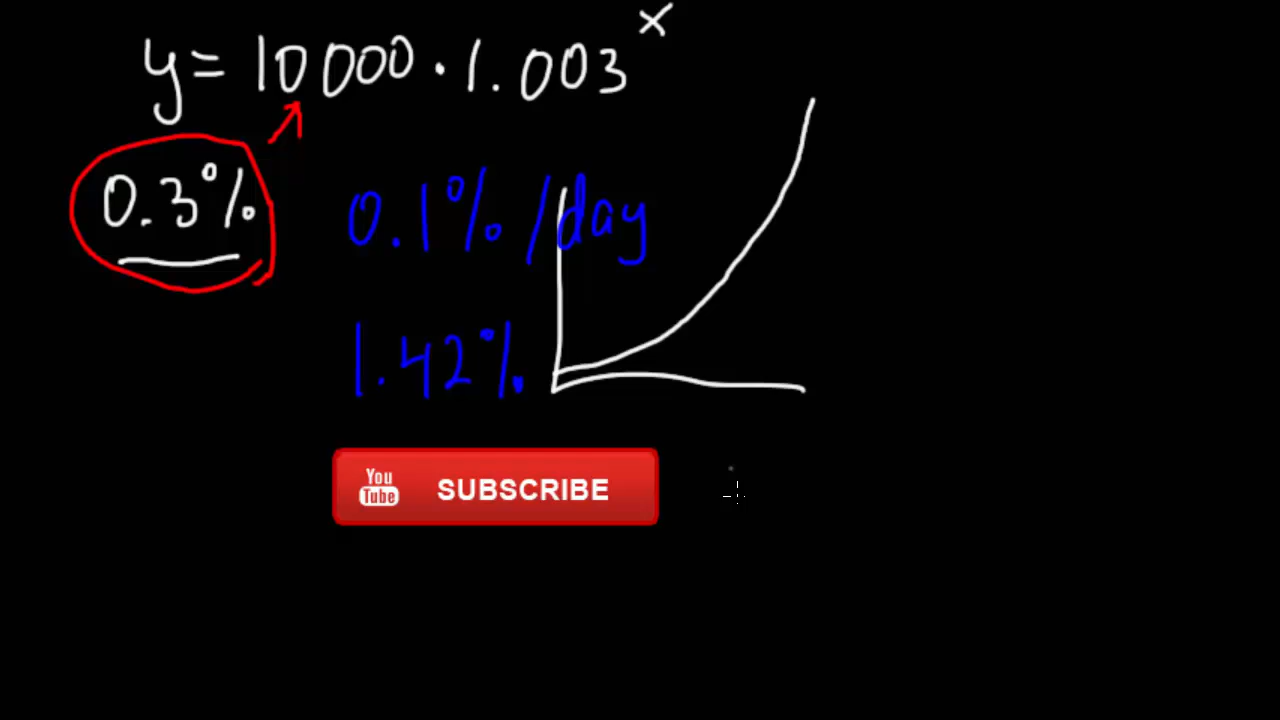 y = 10000 · 1.003^x
0.3%
0.1% /day
1.42%
You
Tube
SUBSCRIBE